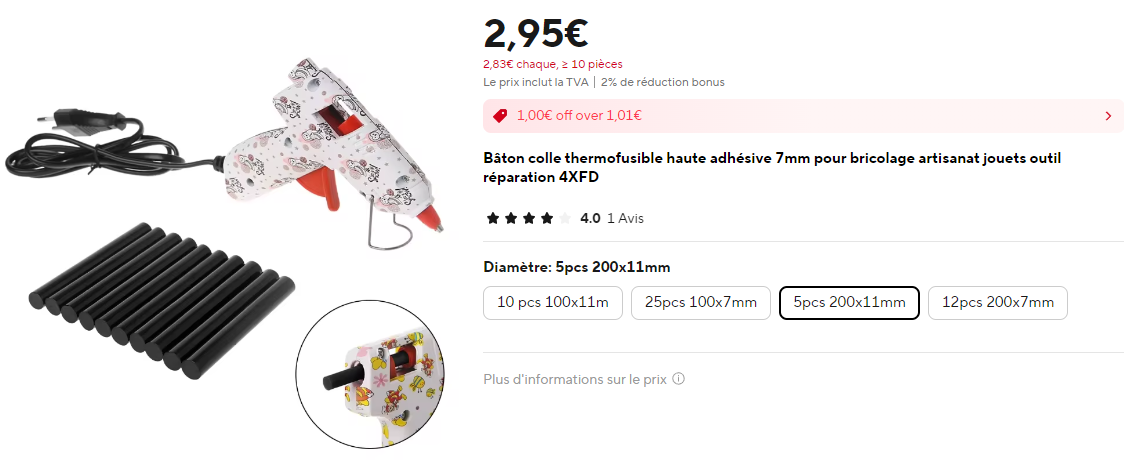 2,95€
2,83€ chaque, ≥ 10 pièces
Le prix inclut la TVA | 2% de réduction bonus
1,00€ off over 1,01€
Bâton colle thermofusible haute adhésive 7mm pour bricolage artisanat jouets outil
réparation 4XFD
4.0 1 Avis
Diamètre: 5pcs 200x11mm
10 pcs 100x11m
25pcs 100x7mm
5pcs 200x11mm
12pcs 200x7mm
Plus d'informations sur le prix